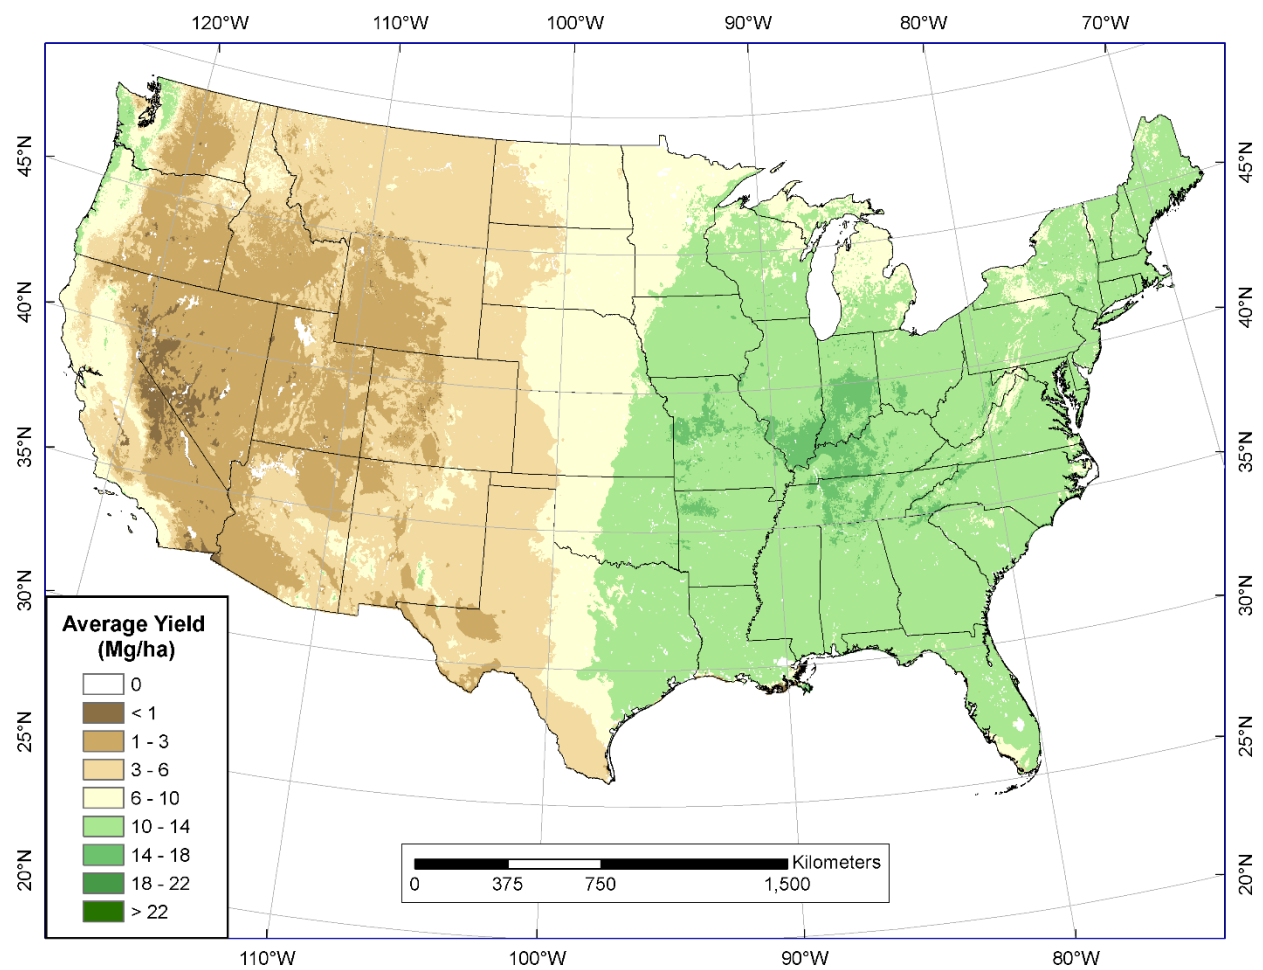 120°W 110°W 100°W 90°W 80°W 70°W
45°N 45°N
40°N 40°N
35°N 35°N
30°N 30°N
25°N 25°N
20°N 20°N
Average Yield
(Mg/ha)
0
< 1
1 - 3
3 - 6
6 - 10
10 - 14
14 - 18
18 - 22
> 22
Kilometers
0 375 750 1,500
110°W 100°W 90°W 80°W